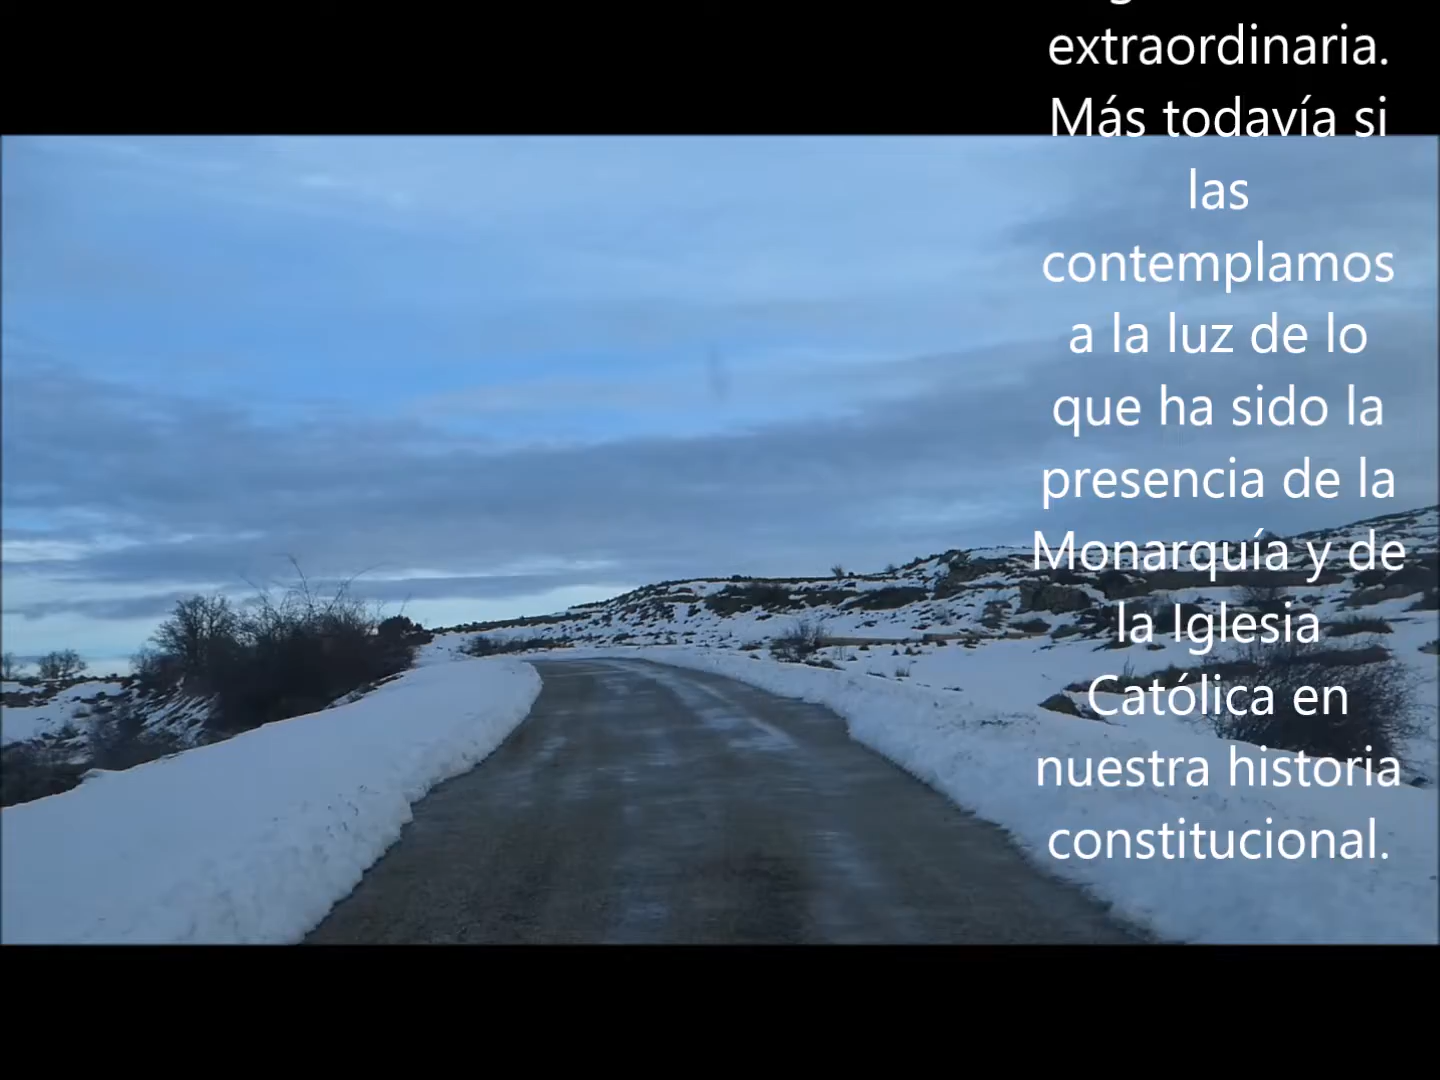 extraordinaria.
Más todavía si
las
contemplamos
a la luz de lo
que ha sido la
presencia de la
Monarquía y de
la Iglesia
Católica en
nuestra historia
constitucional.